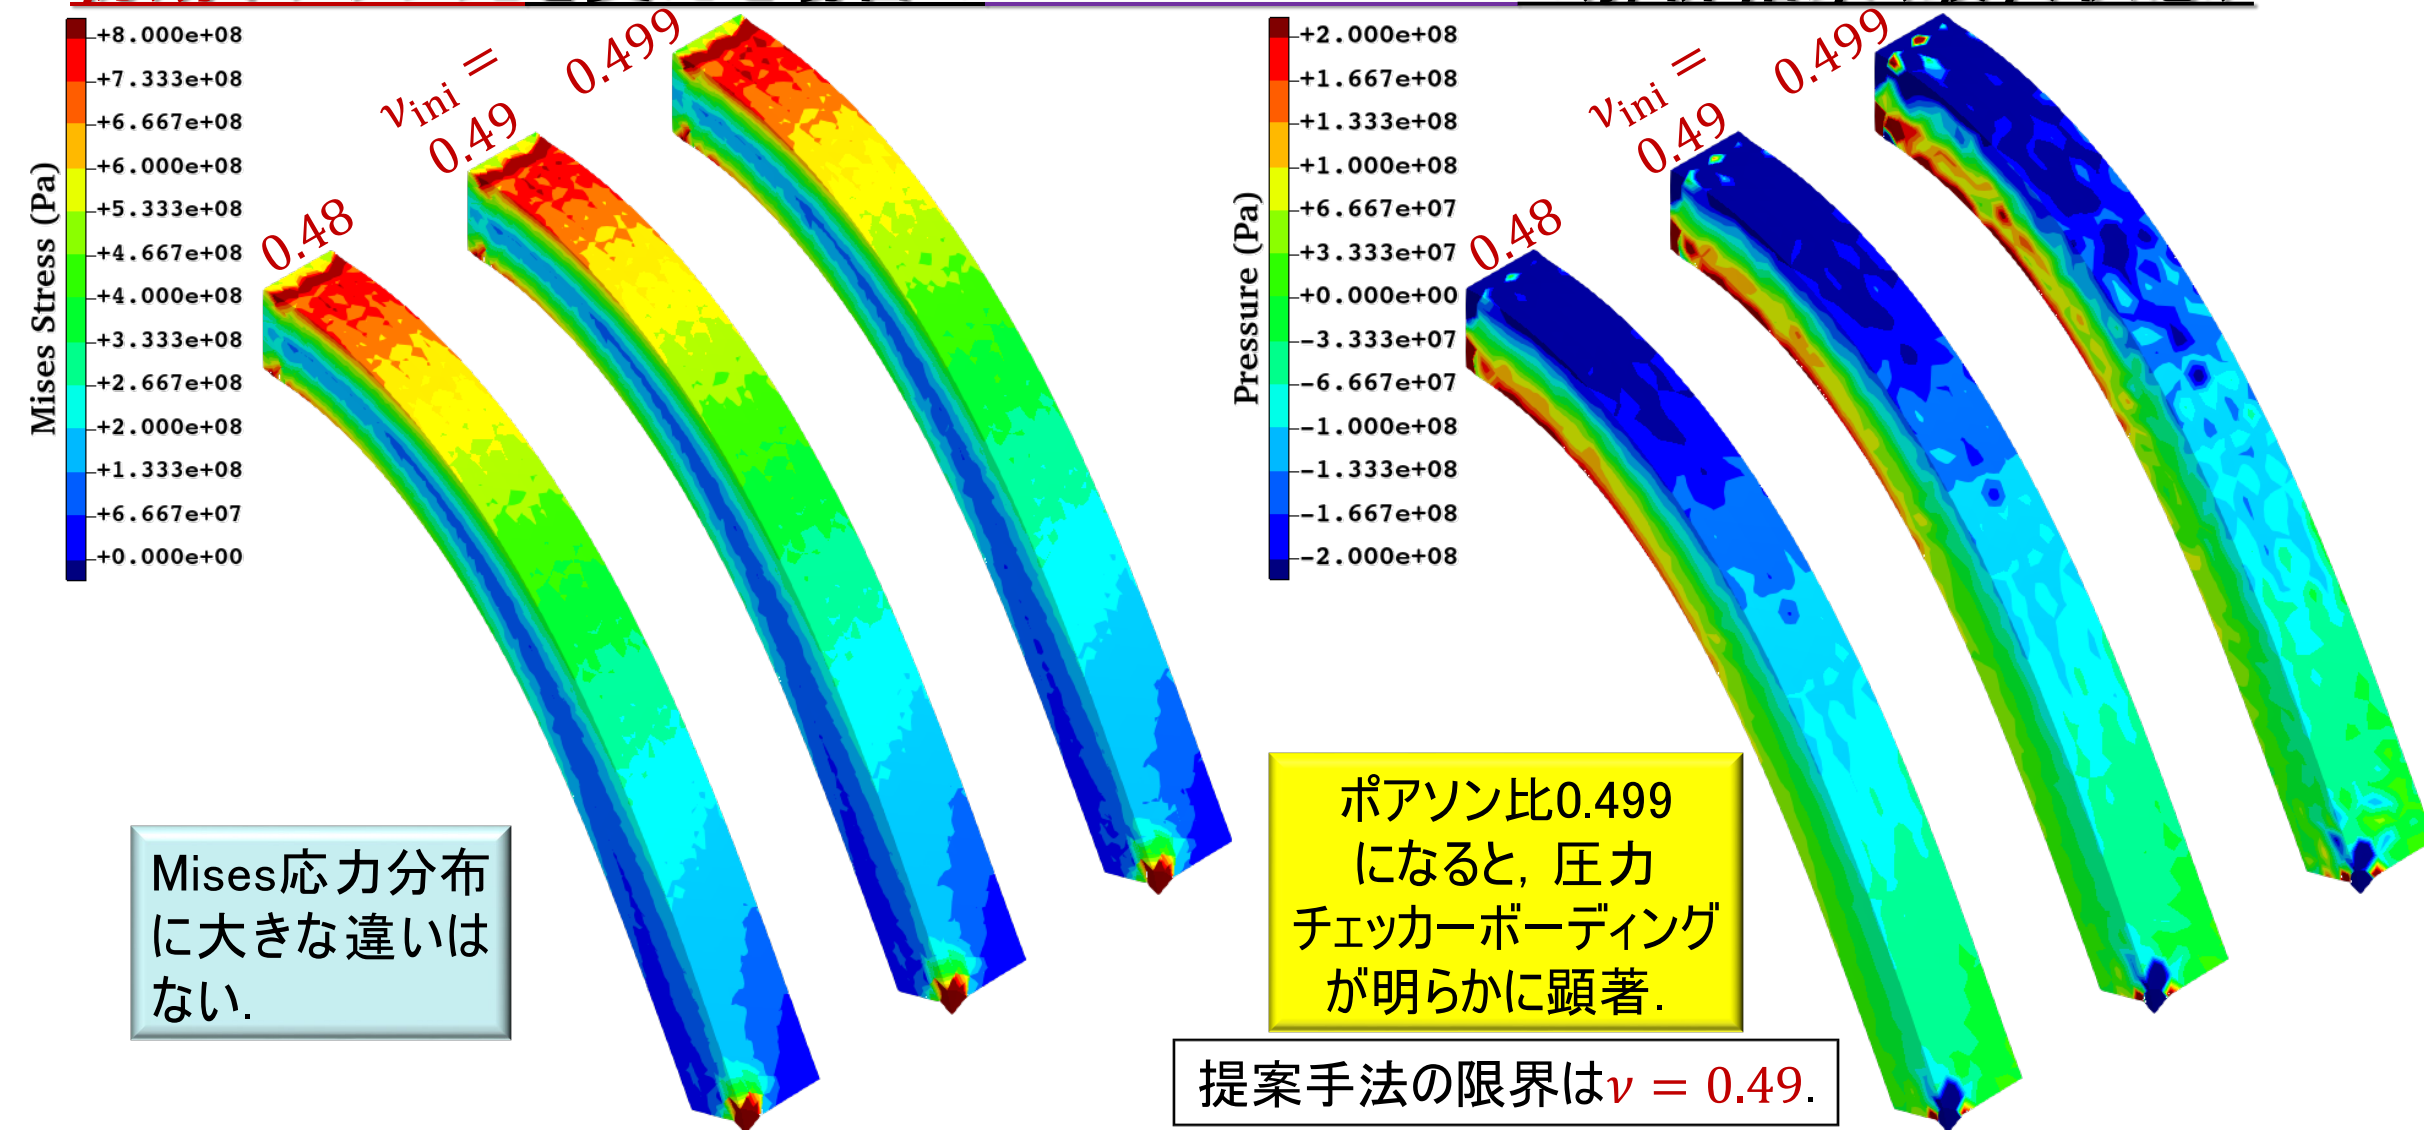 Mises Stress (Pa)
+8.000e+08
+7.333e+08
+6.667e+08
+6.000e+08
+5.333e+08
+4.667e+08
+4.000e+08
+3.333e+08
+2.667e+08
+2.000e+08
+1.333e+08
+6.667e+07
+0.000e+00
ν_ini =
0.48
0.49
0.499
Pressure (Pa)
+2.000e+08
+1.667e+08
+1.333e+08
+1.000e+08
+6.667e+07
+3.333e+07
+0.000e+00
-3.333e+07
-6.667e+07
-1.000e+08
-1.333e+08
-1.667e+08
-2.000e+08
ν_ini =
0.48
0.49
0.499
Mises応力分布
に大きな違いは
ない.
ポアソン比0.499
になると, 圧力
チェッカーボーディング
が明らかに顕著.
提案手法の限界はν = 0.49.